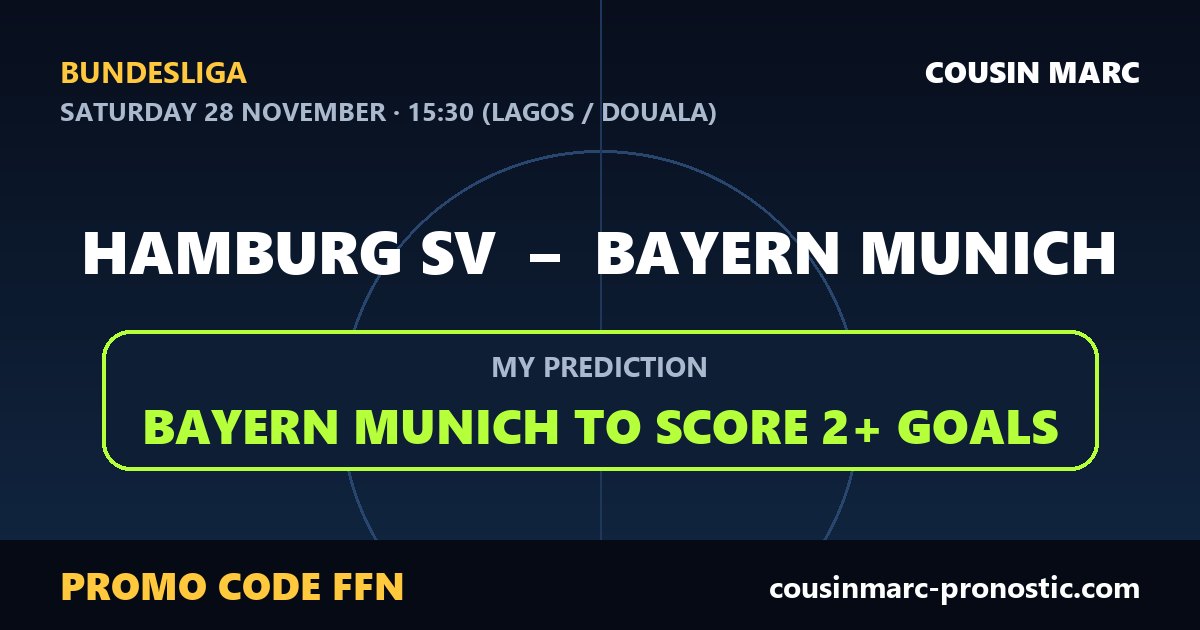 BUNDESLIGA
COUSIN MARC
SATURDAY 28 NOVEMBER · 15:30 (LAGOS / DOUALA)
HAMBURG SV – BAYERN MUNICH
MY PREDICTION
BAYERN MUNICH TO SCORE 2+ GOALS
PROMO CODE FFN
cousinmarc-pronostic.com